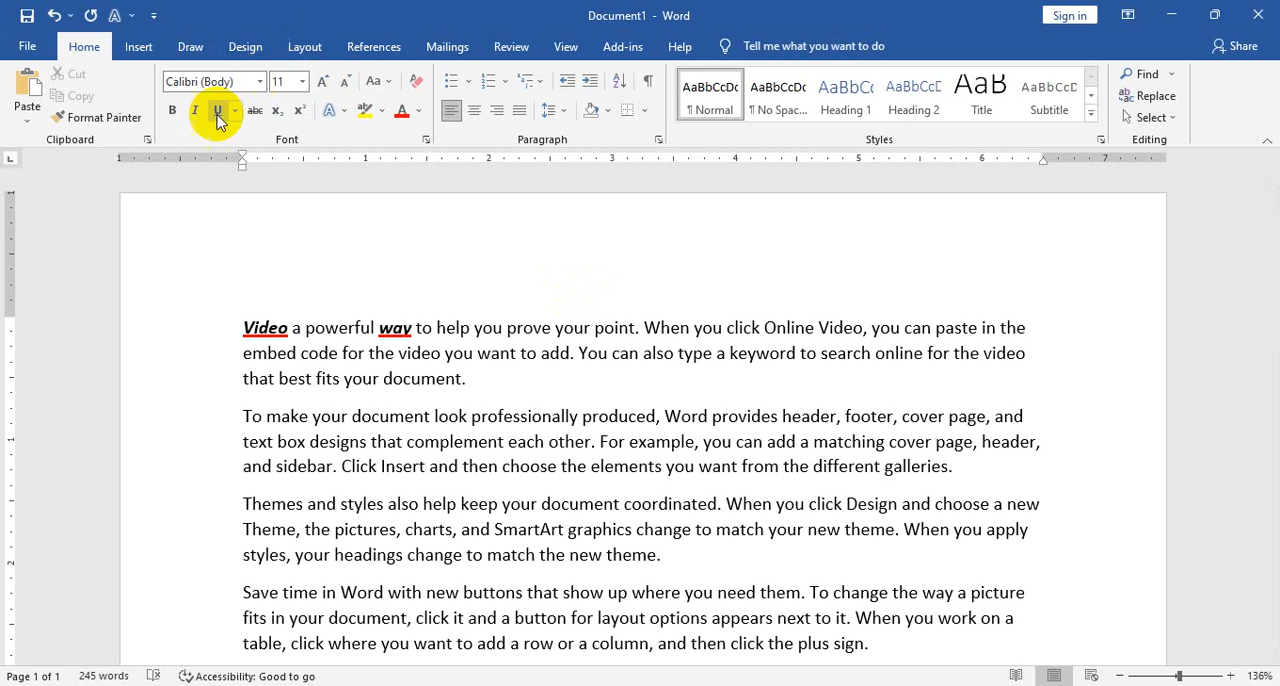 Document1 - Word
Sign in
File Home Insert Draw Design Layout References Mailings Review View Add-ins Help Tell me what you want to do Share
Paste
Cut
Copy
Format Painter
Clipboard
Calibri (Body) 11 Aa
B I U abc x₂ x² A A
Font
Paragraph
AaBbCcDc AaBbCcDc AaBbCc AaBbCcD AaB AaBbCcD
¶ Normal ¶ No Spac... Heading 1 Heading 2 Title Subtitle
Styles
Find
Replace
Select
Editing
1 1 2 3 4 5 6 7
Video a powerful way to help you prove your point. When you click Online Video, you can paste in the
embed code for the video you want to add. You can also type a keyword to search online for the video
that best fits your document.
To make your document look professionally produced, Word provides header, footer, cover page, and
text box designs that complement each other. For example, you can add a matching cover page, header,
and sidebar. Click Insert and then choose the elements you want from the different galleries.
Themes and styles also help keep your document coordinated. When you click Design and choose a new
Theme, the pictures, charts, and SmartArt graphics change to match your new theme. When you apply
styles, your headings change to match the new theme.
Save time in Word with new buttons that show up where you need them. To change the way a picture
fits in your document, click it and a button for layout options appears next to it. When you work on a
table, click where you want to add a row or a column, and then click the plus sign.
Page 1 of 1 245 words Accessibility: Good to go 136%